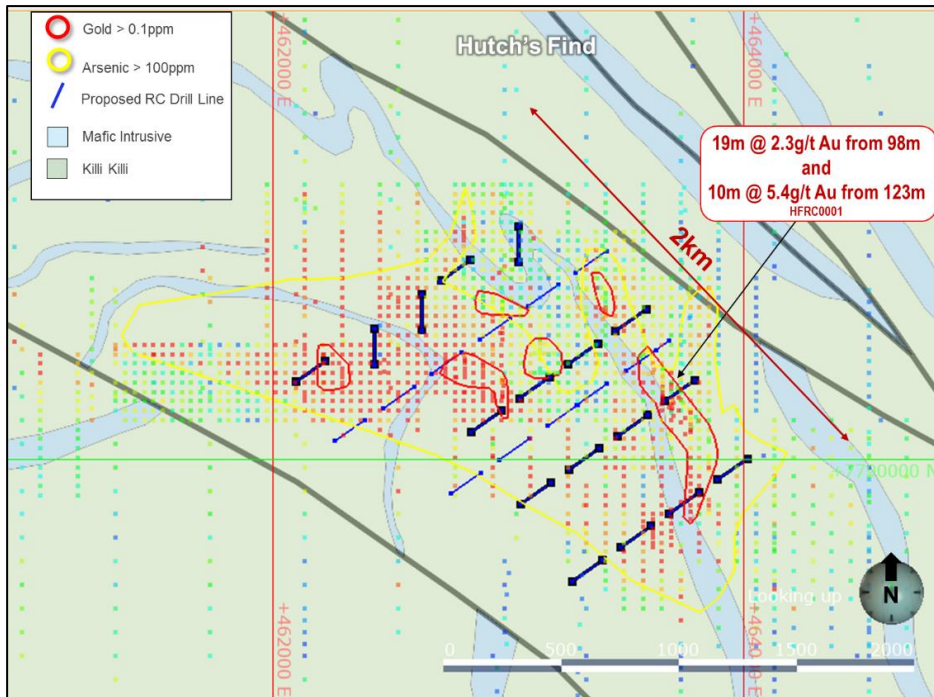 Gold > 0.1ppm
Arsenic > 100ppm
Proposed RC Drill Line
Mafic Intrusive
Killi Killi
Hutch's Find
+462000 E
+464000 E
19m @ 2.3g/t Au from 98m
and
10m @ 5.4g/t Au from 123m
HFRC0001
2km
+7720000 N
Looking up
N
0 500 1000 1500 2000
+462000 E
+464000 E